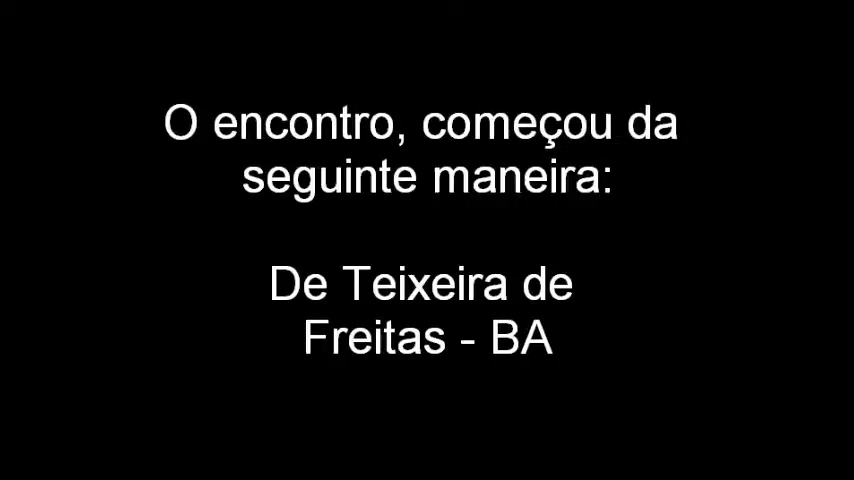 O encontro, começou da
seguinte maneira:
De Teixeira de
Freitas - BA